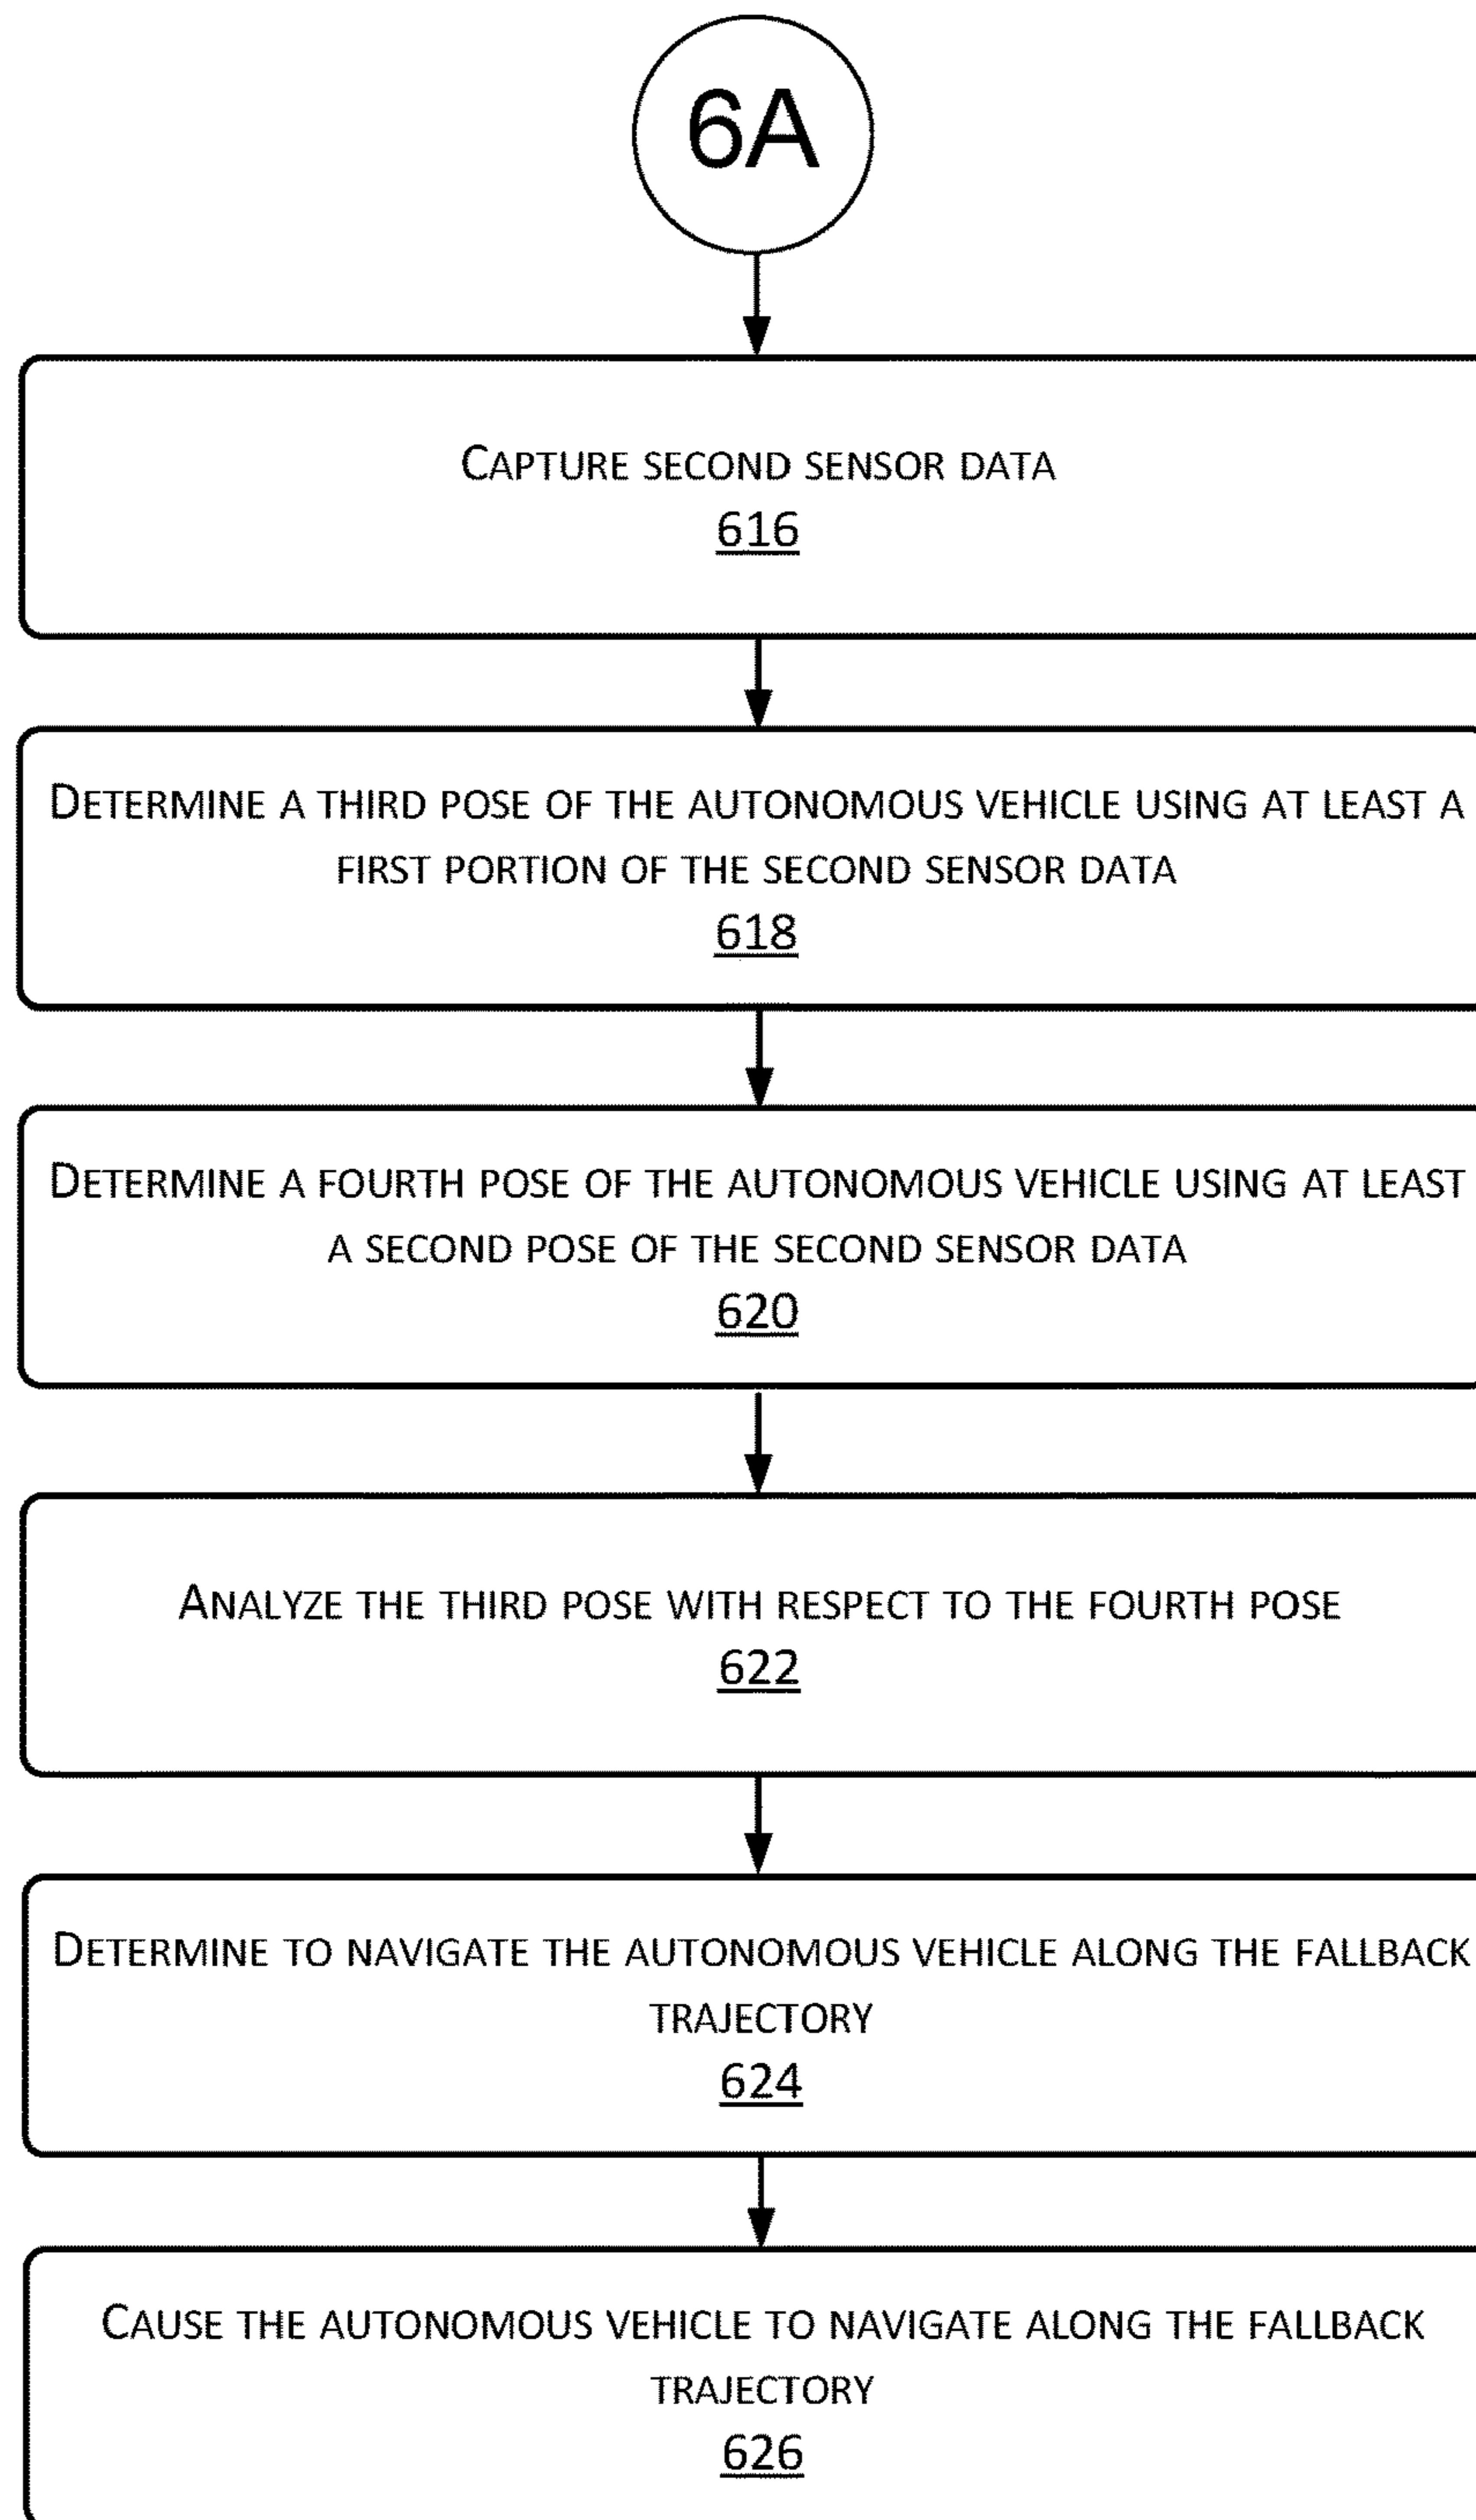 6A
CAPTURE SECOND SENSOR DATA
616
DETERMINE A THIRD POSE OF THE AUTONOMOUS VEHICLE USING AT LEAST A
FIRST PORTION OF THE SECOND SENSOR DATA
618
DETERMINE A FOURTH POSE OF THE AUTONOMOUS VEHICLE USING AT LEAST
A SECOND POSE OF THE SECOND SENSOR DATA
620
ANALYZE THE THIRD POSE WITH RESPECT TO THE FOURTH POSE
622
DETERMINE TO NAVIGATE THE AUTONOMOUS VEHICLE ALONG THE FALLBACK
TRAJECTORY
624
CAUSE THE AUTONOMOUS VEHICLE TO NAVIGATE ALONG THE FALLBACK
TRAJECTORY
626